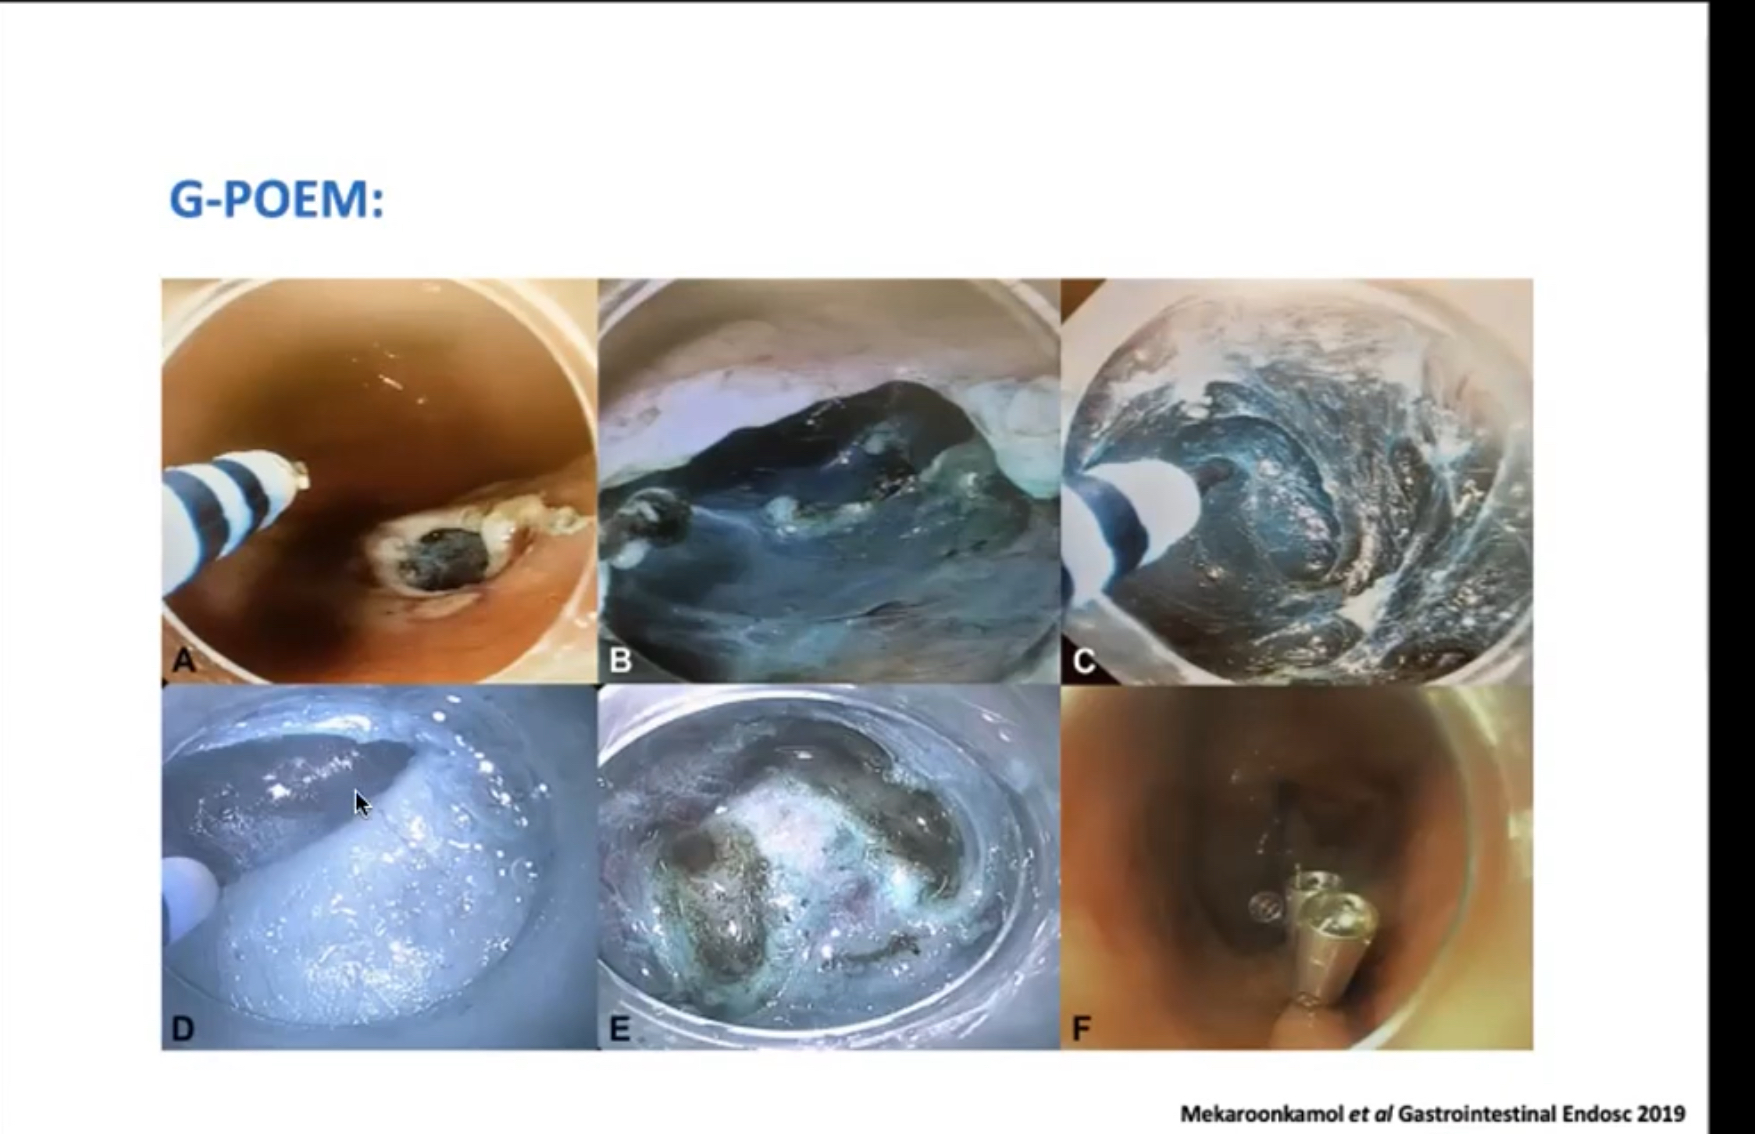 G-POEM:
A
B
C
D
E
F
Mekaroonkamol et al Gastrointestinal Endosc 2019